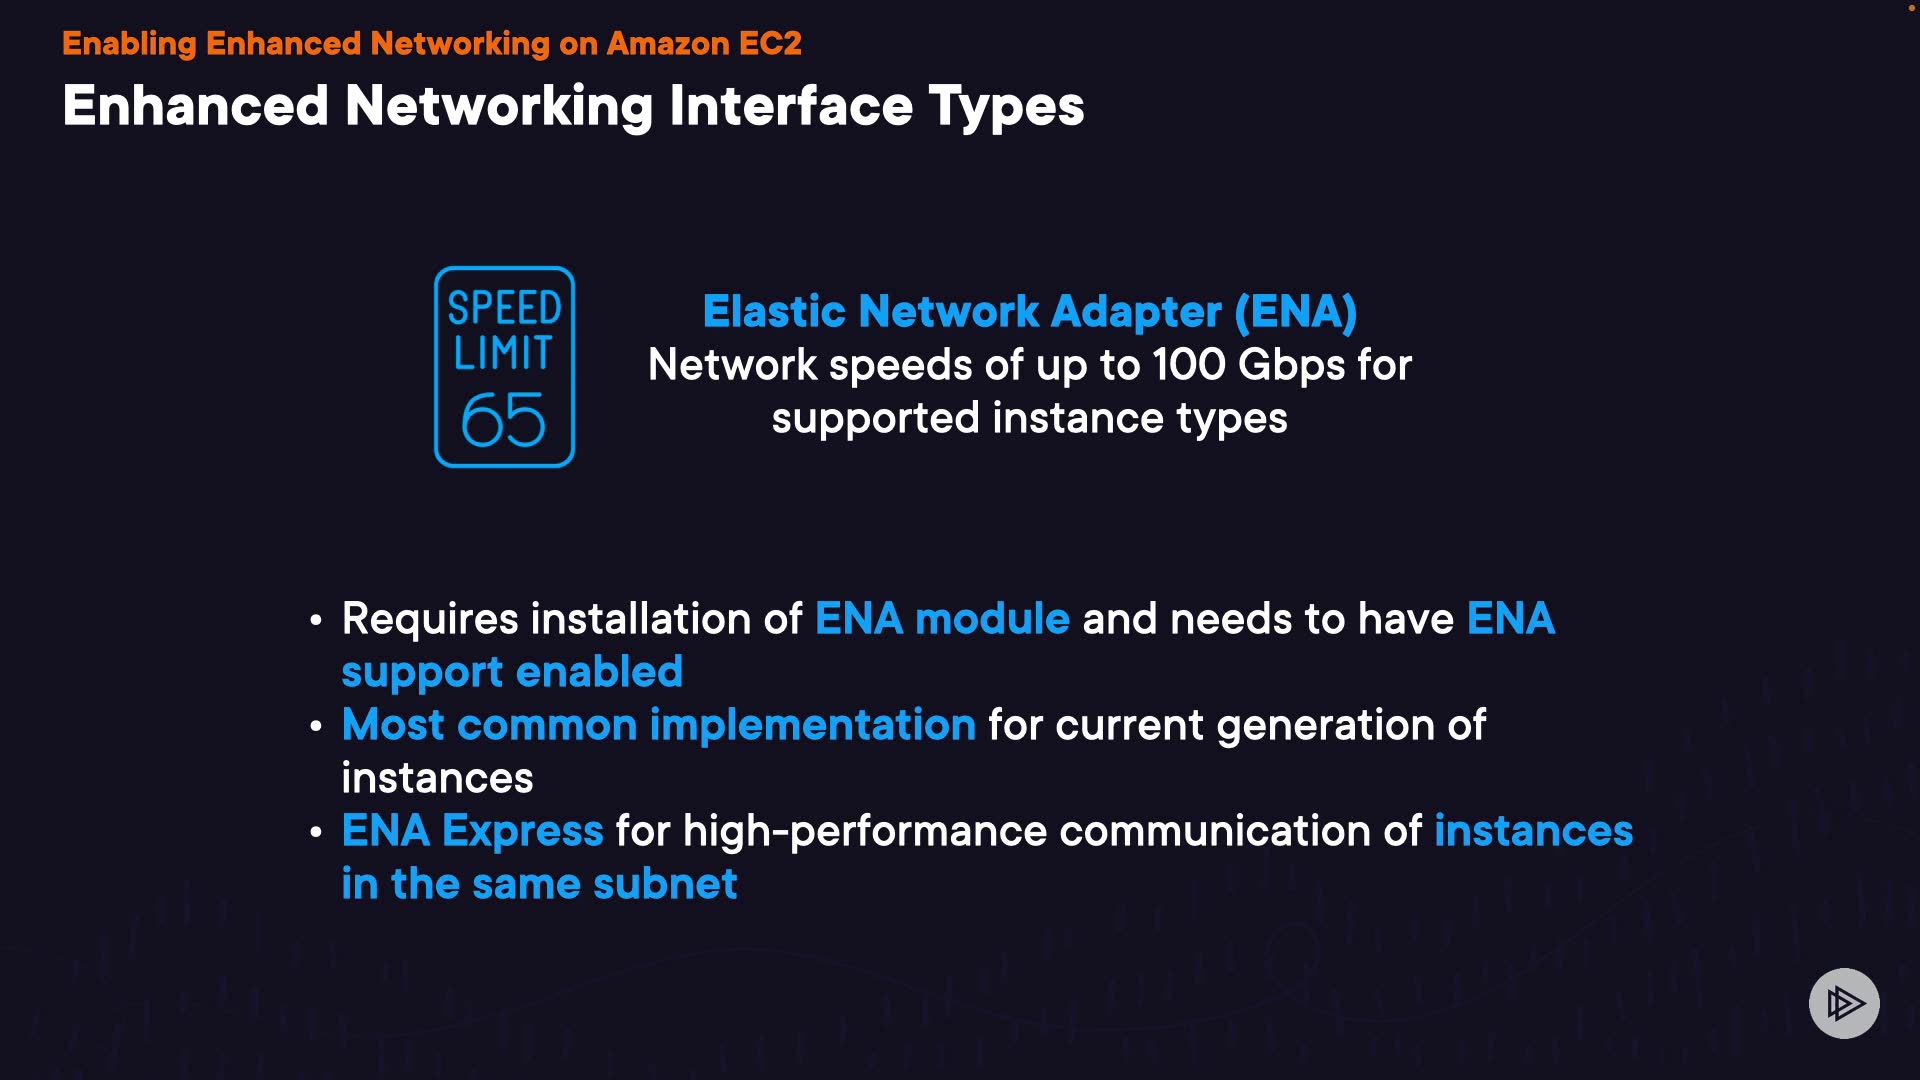 Enabling Enhanced Networking on Amazon EC2
Enhanced Networking Interface Types
SPEED
LIMIT
65
Elastic Network Adapter (ENA)
Network speeds of up to 100 Gbps for
supported instance types
• Requires installation of ENA module and needs to have ENA
support enabled
• Most common implementation for current generation of
instances
• ENA Express for high-performance communication of instances
in the same subnet